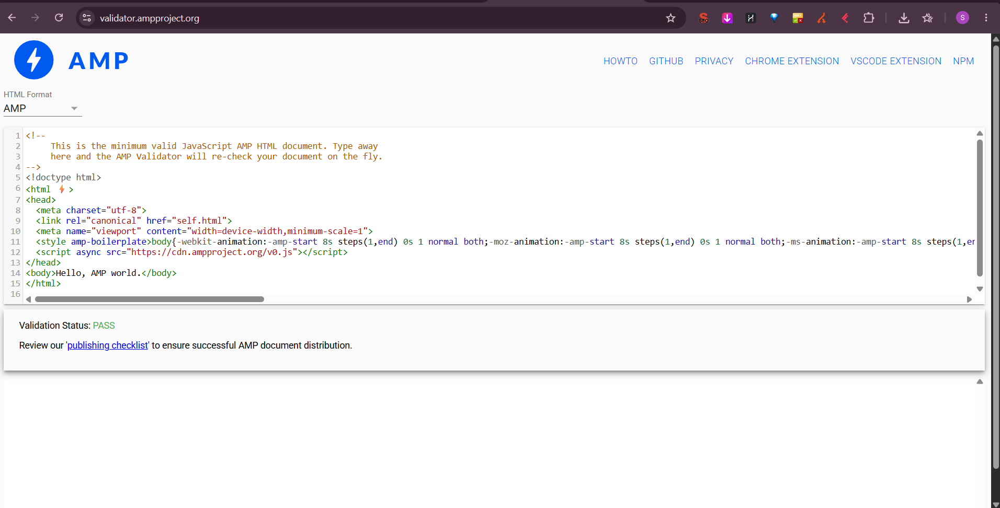 validator.ampproject.org
SEO
S
AMP
HOWTO GITHUB PRIVACY CHROME EXTENSION VSCODE EXTENSION NPM
HTML Format
AMP
1 <!--
2      This is the minimum valid JavaScript AMP HTML document. Type away
3      here and the AMP Validator will re-check your document on the fly.
4 -->
5 <!doctype html>
6 <html ⚡>
7 <head>
8   <meta charset="utf-8">
9   <link rel="canonical" href="self.html">
10   <meta name="viewport" content="width=device-width,minimum-scale=1">
11   <style amp-boilerplate>body{-webkit-animation:-amp-start 8s steps(1,end) 0s 1 normal both;-moz-animation:-amp-start 8s steps(1,end) 0s 1 normal both;-ms-animation:-amp-start 8s steps(1,er
12   <script async src="https://cdn.ampproject.org/v0.js"></script>
13 </head>
14 <body>Hello, AMP world.</body>
15 </html>
16
Validation Status: PASS
Review our 'publishing checklist' to ensure successful AMP document distribution.